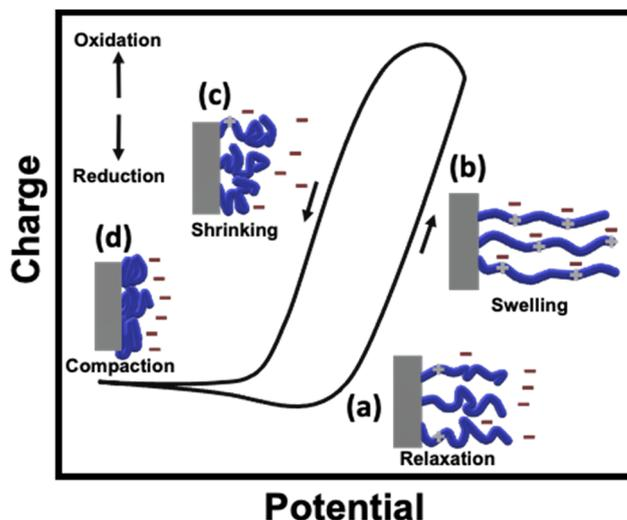 Oxidation
Reduction
(c)
Shrinking
(b)
Swelling
(d)
Compaction
(a)
Relaxation
Charge
Potential